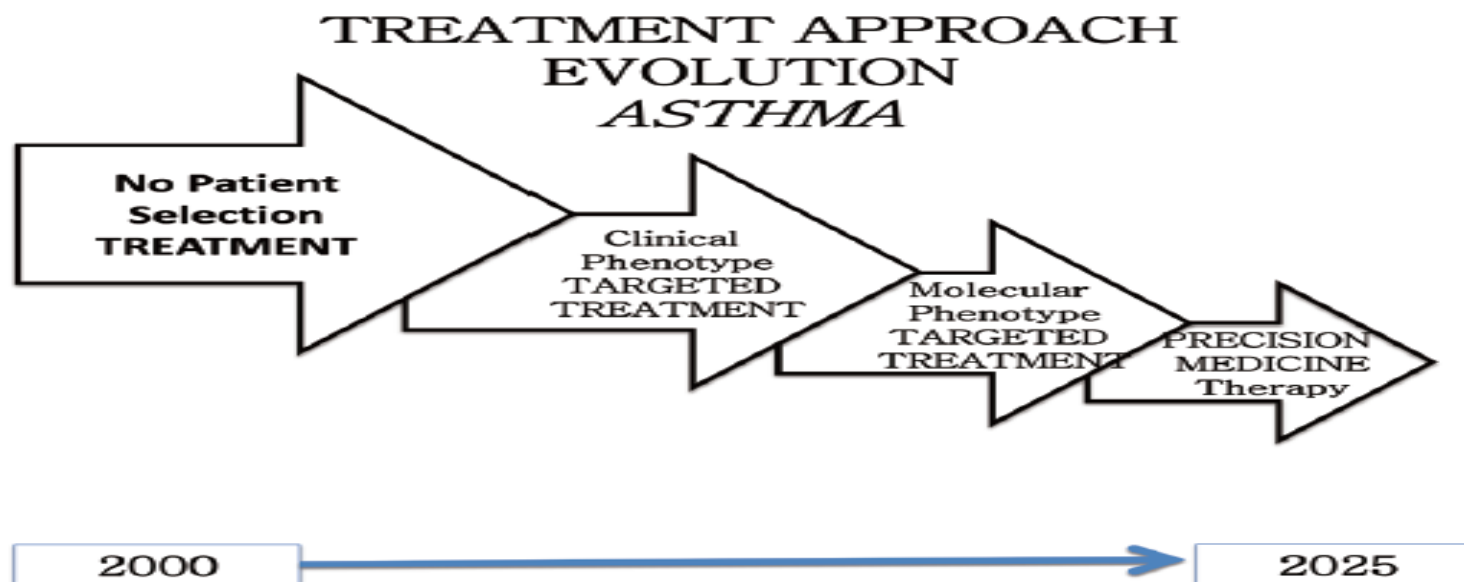 TREATMENT APPROACH
EVOLUTION
ASTHMA
No Patient
Selection
TREATMENT
Clinical
Phenotype
TARGETED
TREATMENT
Molecular
Phenotype
TARGETED
TREATMENT
PRECISION
MEDICINE
Therapy
2000
2025